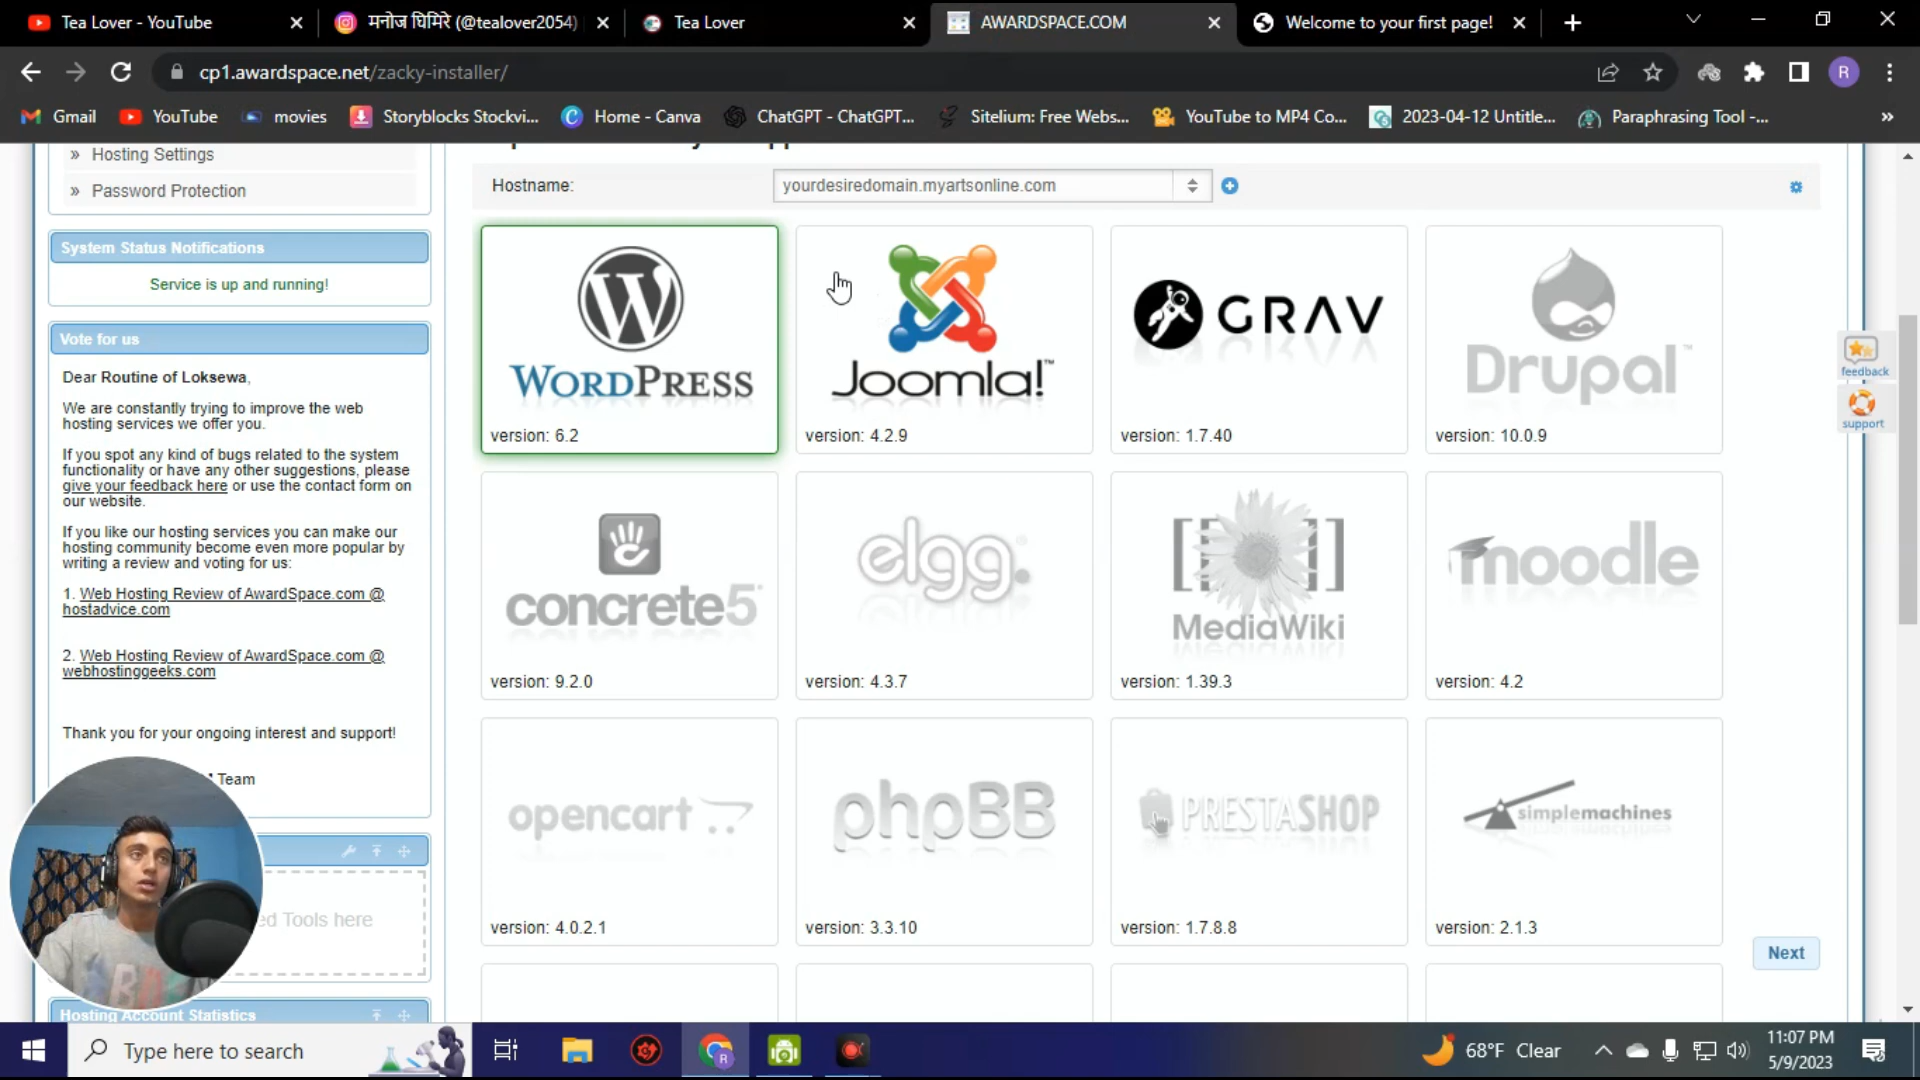 Tea Lover - YouTube
मनोज घिमिरे (@tealover2054)
Tea Lover
AWARDSPACE.COM
Welcome to your first page!
cp1.awardspace.net/zacky-installer/
Gmail
YouTube
movies
Storyblocks Stockvi...
Home - Canva
ChatGPT - ChatGPT...
Sitelium: Free Webs...
YouTube to MP4 Co...
2023-04-12 Untitle...
Paraphrasing Tool -...
»
» Hosting Settings
» Password Protection
System Status Notifications
Service is up and running!
Vote for us
Dear Routine of Loksewa,
We are constantly trying to improve the web
hosting services we offer you.
If you spot any kind of bugs related to the system
functionality or have any other suggestions, please
give your feedback here or use the contact form on
our website.
If you like our hosting services you can make our
hosting community become even more popular by
writing a review and voting for us:
1. Web Hosting Review of AwardSpace.com @
hostadvice.com
2. Web Hosting Review of AwardSpace.com @
webhostinggeeks.com
Thank you for your ongoing interest and support!
Team
ed Tools here
Hosting Account Statistics
Hostname:
yourdesiredomain.myartsonline.com
WORDPRESS
version: 6.2
Joomla!™
version: 4.2.9
GRAV
version: 1.7.40
Drupal™
version: 10.0.9
concrete5
version: 9.2.0
elgg.
version: 4.3.7
[[ ]]
MediaWiki
version: 1.39.3
moodle
version: 4.2
opencart
version: 4.0.2.1
phpBB
version: 3.3.10
PRESTASHOP
version: 1.7.8.8
simplemachines
version: 2.1.3
Next
feedback
support
Type here to search
68°F Clear
11:07 PM
5/9/2023
R